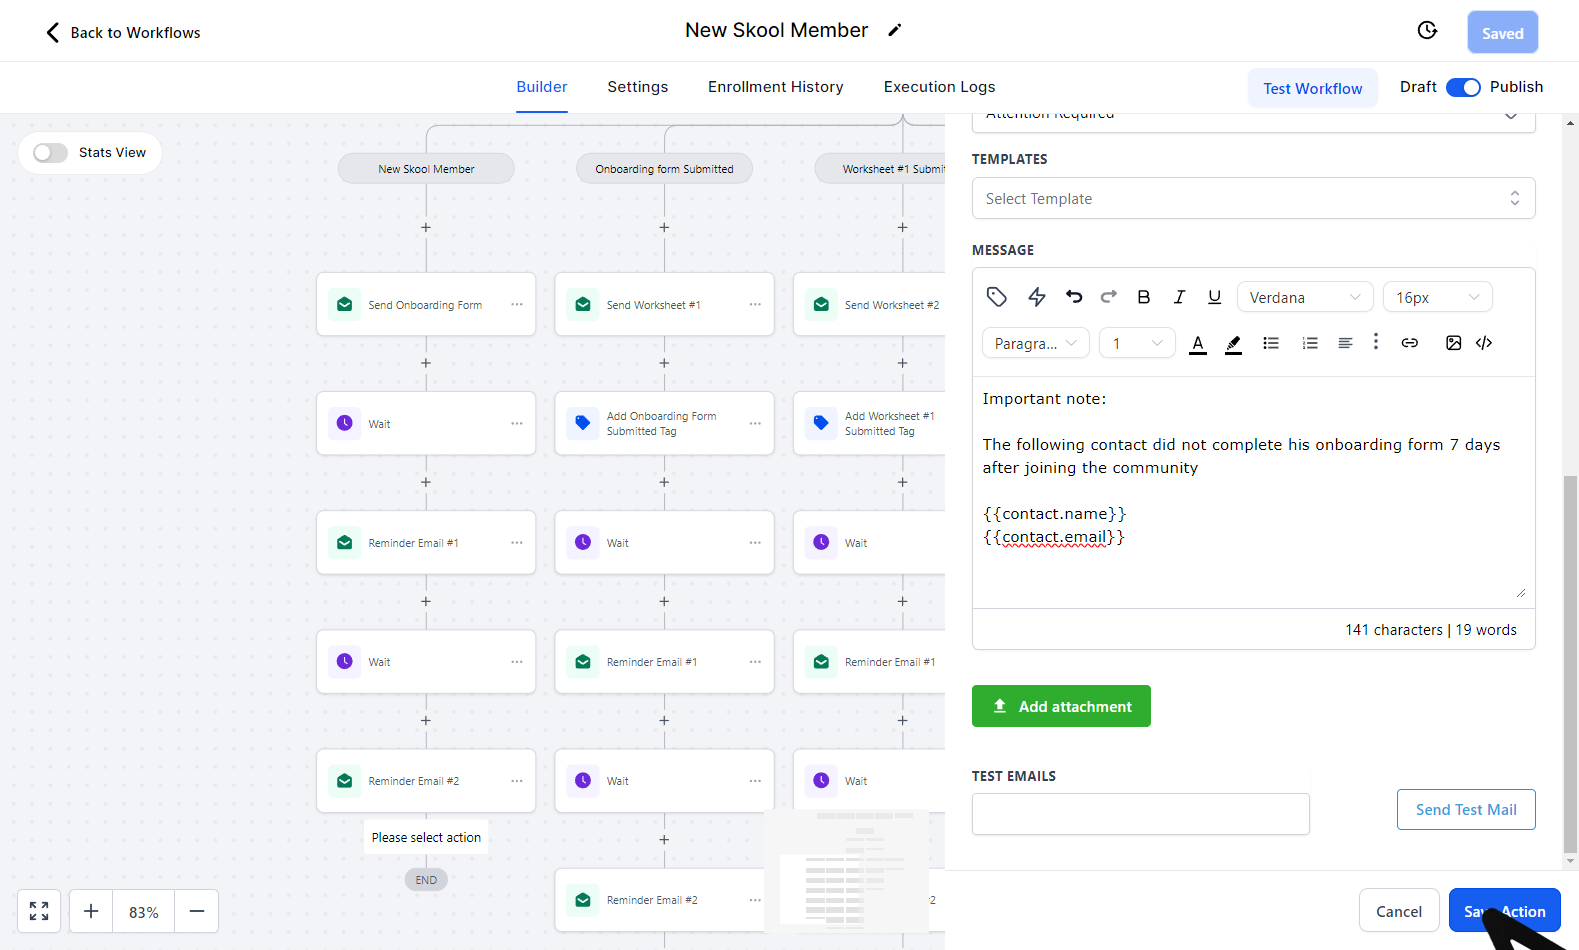 Back to Workflows
New Skool Member
Saved
Builder
Settings
Enrollment History
Execution Logs
Test Workflow
Draft
Publish
Stats View
New Skool Member
Onboarding form Submitted
Worksheet #1
Send Onboarding Form
Send Worksheet #1
Send Worksheet #2
Wait
Add Onboarding Form
Submitted Tag
Add Worksheet #1
Submitted Tag
Reminder Email #1
Wait
Wait
Wait
Reminder Email #1
Reminder Email #1
Reminder Email #2
Wait
Wait
Please select action
END
Reminder Email #2
83%
Attention Required
TEMPLATES
Select Template
MESSAGE
B I U
Verdana
16px
Paragra...
1
A
Important note:
The following contact did not complete his onboarding form 7 days
after joining the community
{{contact.name}}
{{contact.email}}
141 characters | 19 words
Add attachment
TEST EMAILS
Send Test Mail
Cancel
Save Action